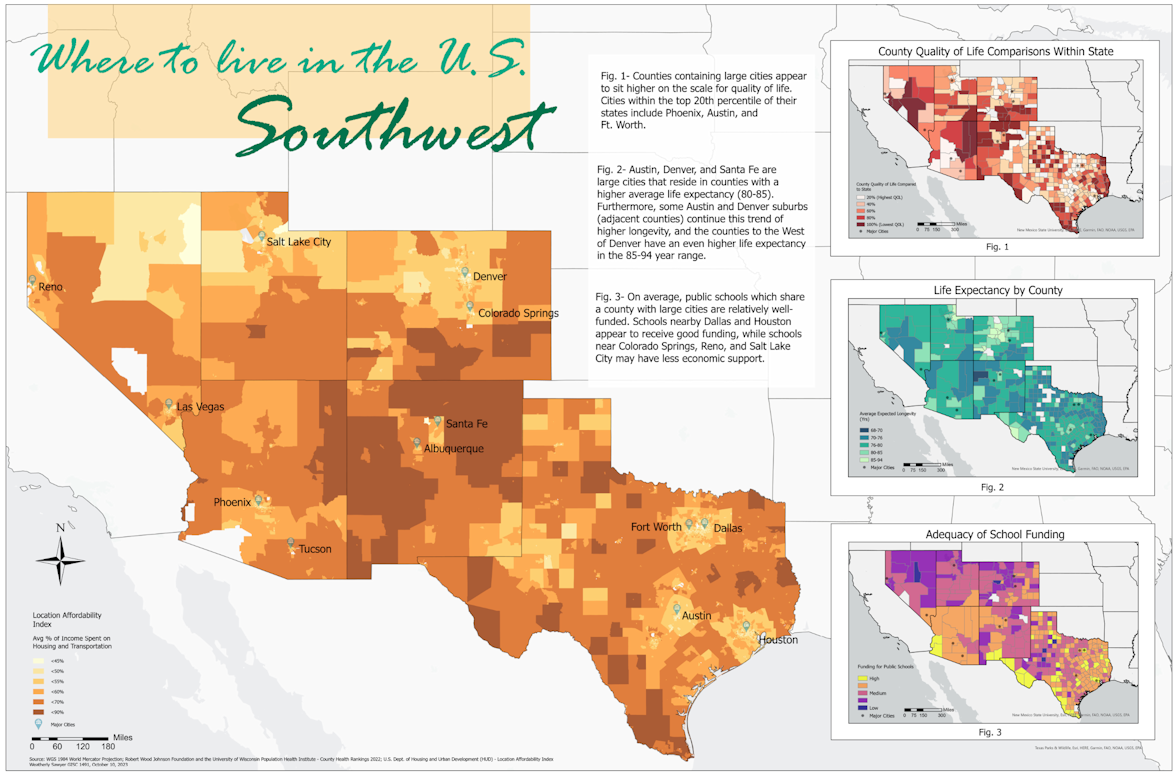 Where to live in the U.S.
Southwest
Fig. 1- Counties containing large cities appear
to sit higher on the scale for quality of life.
Cities within the top 20th percentile of their
states include Phoenix, Austin, and
Ft. Worth.
Fig. 2- Austin, Denver, and Santa Fe are
large cities that reside in counties with a
higher average life expectancy (80-85).
Furthermore, some Austin and Denver suburbs
(adjacent counties) continue this trend of
higher longevity, and the counties to the West
of Denver have an even higher life expectancy
in the 85-94 year range.
Fig. 3- On average, public schools which share
a county with large cities are relatively well-
funded. Schools nearby Dallas and Houston
appear to receive good funding, while schools
near Colorado Springs, Reno, and Salt Lake
City may have less economic support.
Salt Lake City
Reno
Denver
Colorado Springs
Las Vegas
Santa Fe
Albuquerque
Phoenix
Tucson
Fort Worth
Dallas
Austin
Houston
N
Location Affordability
Index
Avg % of Income Spent on
Housing and Transportation
<45%
<50%
<55%
<60%
<70%
<90%
Major Cities
Miles
0 60 120 180
Source: WGS 1984 World Mercator Projection; Robert Wood Johnson Foundation and the University of Wisconsin Population Health Institute - County Health Rankings 2022; U.S. Dept. of Housing and Urban Development (HUD) - Location Affordability Index
County Quality of Life Comparisons Within State
County Quality of Life Compared
to State
20% (Highest QOL)
40%
60%
80%
100% (Lowest QOL)
Major Cities
Miles
0 75 150 300
New Mexico State University, Garmin, FAO, NOAA, USGS, EPA
Fig. 1
Life Expectancy by County
Average Expected Longevity
(Yrs)
68-70
70-76
76-80
80-85
85-94
Major Cities
Miles
0 75 150 300
New Mexico State University, Garmin, FAO, NOAA, USGS, EPA
Fig. 2
Adequacy of School Funding
Funding for Public Schools
High
Medium
Low
Major Cities
Miles
0 75 150 300
New Mexico State University, Garmin, FAO, NOAA, USGS, EPA
Fig. 3
Texas Parks & Wildlife, Esri, HERE, Garmin, FAO, NOAA, USGS, EPA